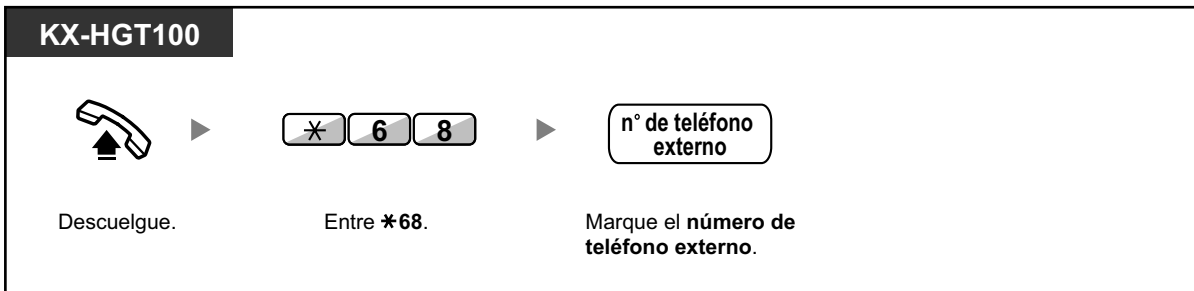 KX-HGT100
* 6 8
n° de teléfono
externo
Descuelgue.
Entre *68.
Marque el número de
teléfono externo.